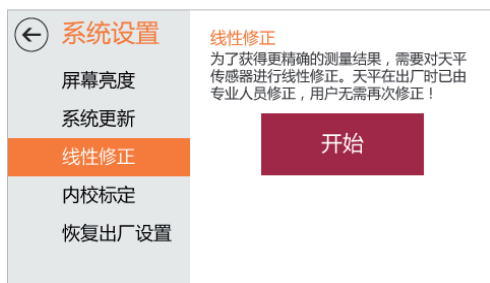 系统设置
屏幕亮度
系统更新
线性修正
内校标定
恢复出厂设置
线性修正
为了获得更精确的测量结果，需要对天平
传感器进行线性修正。天平在出厂时已由
专业人员修正，用户无需再次修正！
开始